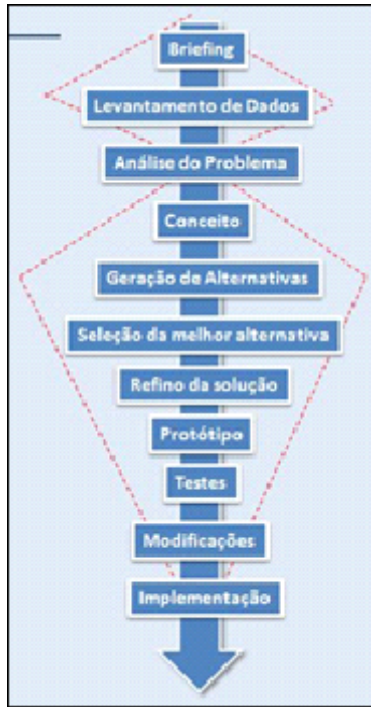 Briefing
Levantamento de Dados
Análise do Problema
Conceito
Geração de Alternativas
Seleção da melhor alternativa
Refino da solução
Protótipo
Testes
Modificações
Implementação